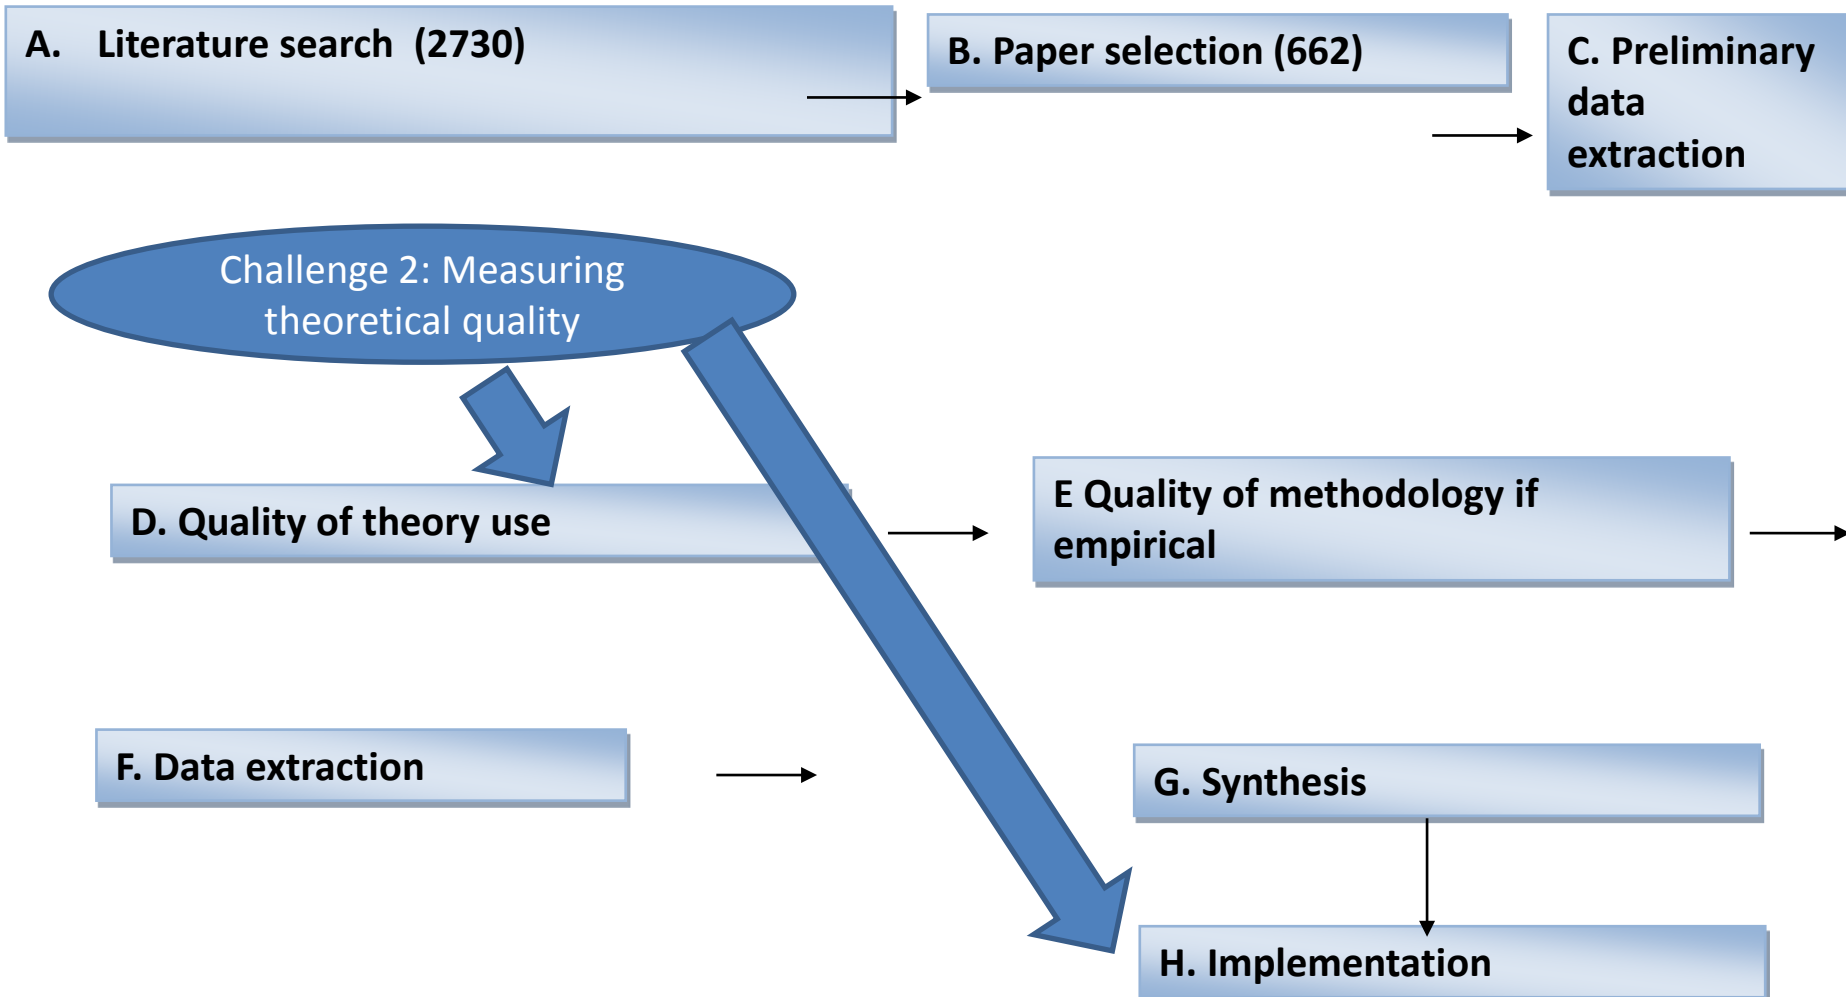 A. Literature search (2730)
B. Paper selection (662)
C. Preliminary
data
extraction
Challenge 2: Measuring
theoretical quality
D. Quality of theory use
E Quality of methodology if
empirical
F. Data extraction
G. Synthesis
H. Implementation